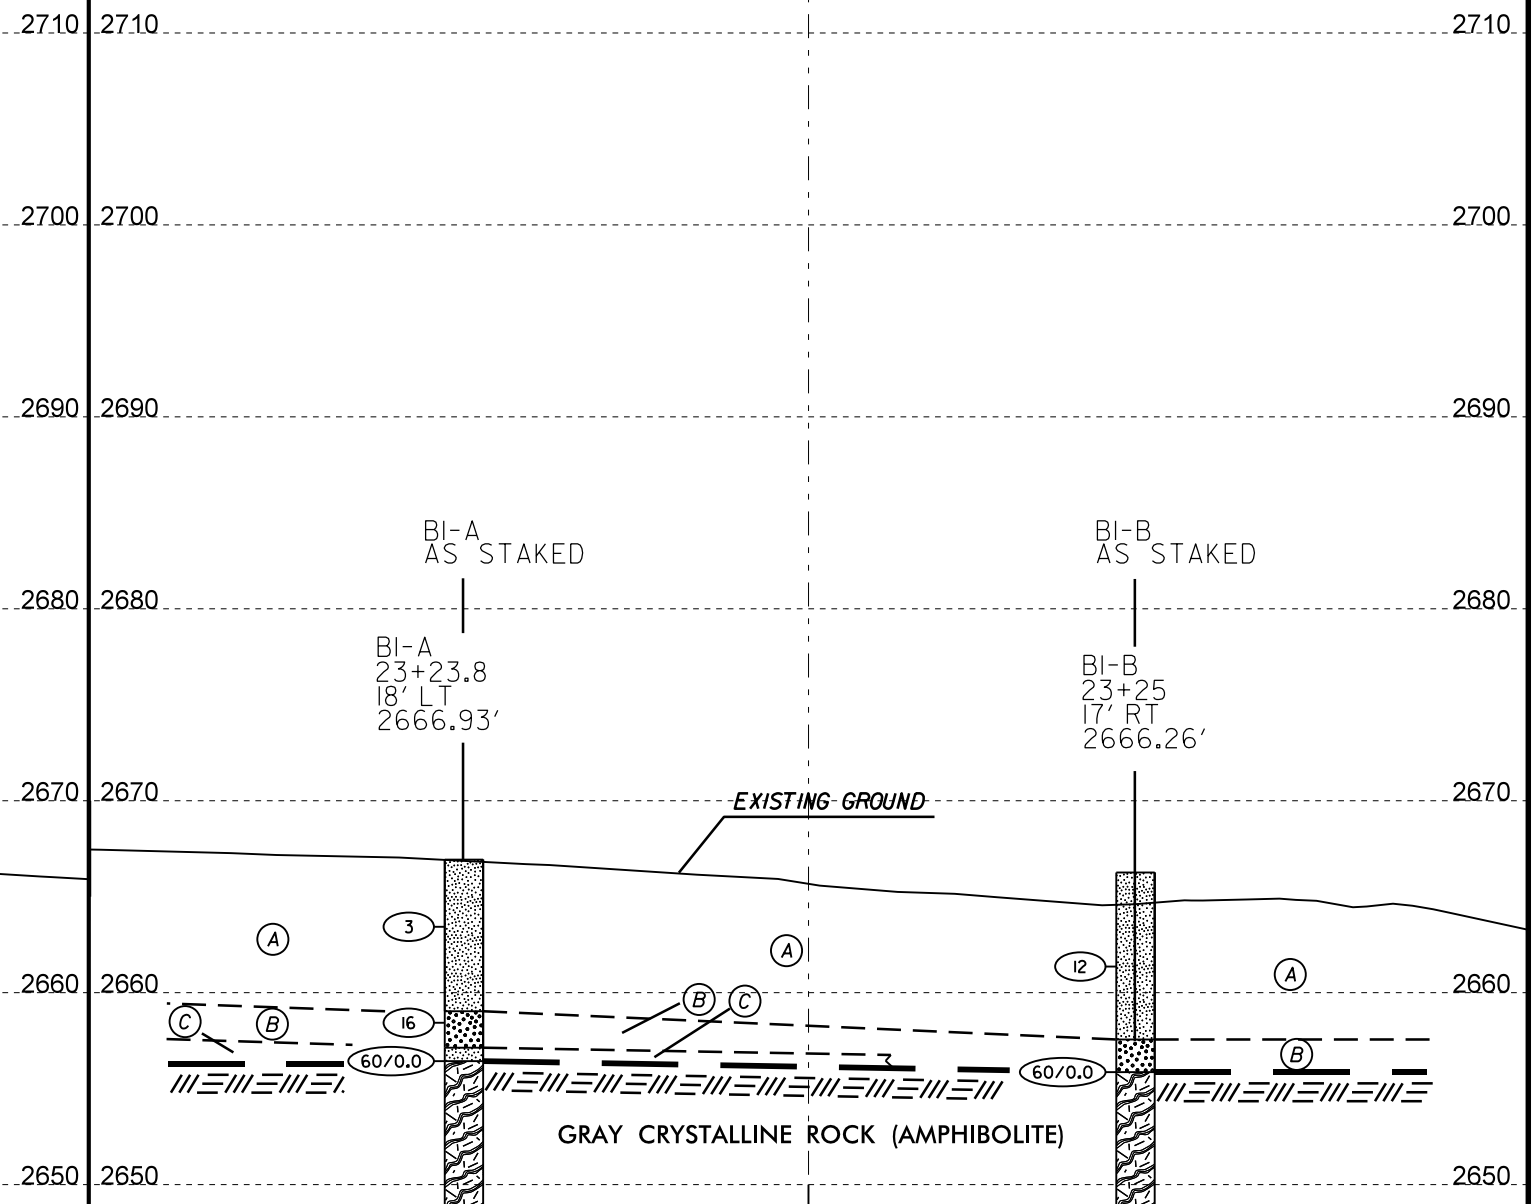 2710 2710 2710
2700 2700 2700
2690 2690 2690
BI-A
AS STAKED
BI-B
AS STAKED
2680 2680 2680
BI-A
23+23.8
18' LT
2666.93'
BI-B
23+25
17' RT
2666.26'
2670 2670 2670
EXISTING GROUND
3
A
A
12
A
2660 2660 2660
C
B
16
B
C
B
60/0.0
60/0.0
GRAY CRYSTALLINE ROCK (AMPHIBOLITE)
2650 2650 2650